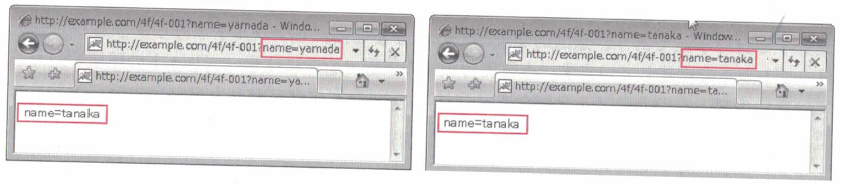 http://example.com/4f/4f-001?name=yamada - Windo...
http://example.com/4f/4f-001?name=yamada
http://example.com/4f/4f-001?name=ya...
name=tanaka
http://example.com/4f/4f-001?name=tanaka - Window...
http://example.com/4f/4f-001?name=tanaka
http://example.com/4f/4f-001?name=ta...
name=tanaka